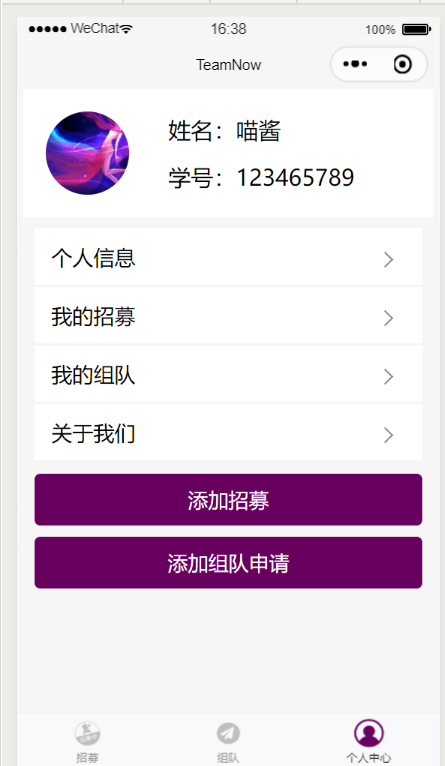 WeChat 16:38 100%
TeamNow
姓名：喵酱
学号：123465789
个人信息
我的招募
我的组队
关于我们
添加招募
添加组队申请
招募 组队 个人中心